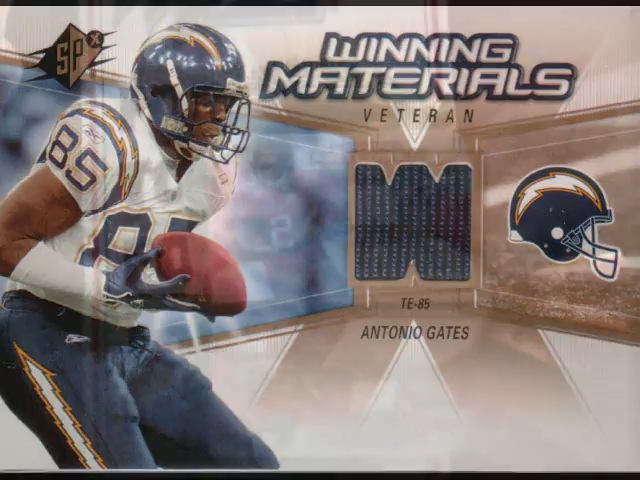 SPx
WINNING
MATERIALS
VETERAN
85
85
TE-85
ANTONIO GATES